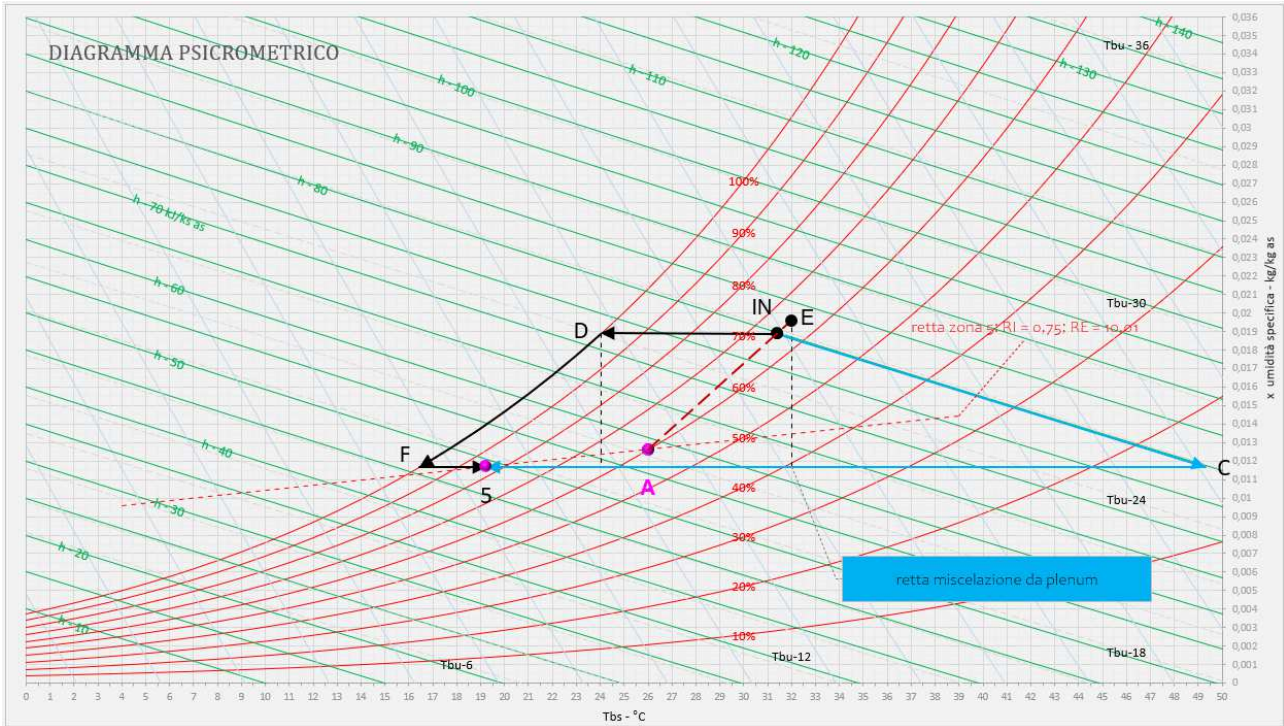 DIAGRAMMA PSICROMETRICO
h - 140
Tbu - 36
h - 120
h - 130
h - 110
h - 100
h - 90
h - 80
h - 70 kJ/ks as
h - 60
h - 50
h - 40
h - 30
h - 20
h - 10
100%
90%
80%
70%
60%
50%
40%
30%
20%
10%
IN
E
D
F
5
A
C
Tbu-30
retta zona 5: RI = 0,75; RE = 10,01
Tbu-24
retta miscelazione da plenum
Tbu-18
Tbu-12
Tbu-6
0,036
0,035
0,034
0,033
0,032
0,031
0,03
0,029
0,028
0,027
0,026
0,025
0,024
0,023
0,022
0,021
0,02
0,019
0,018
0,017
0,016
0,015
0,014
0,013
0,012
0,011
0,01
0,009
0,008
0,007
0,006
0,005
0,004
0,003
0,002
0,001
0
x umidità specifica - kg/kg as
0 1 2 3 4 5 6 7 8 9 10 11 12 13 14 15 16 17 18 19 20 21 22 23 24 25 26 27 28 29 30 31 32 33 34 35 36 37 38 39 40 41 42 43 44 45 46 47 48 49 50
Tbs - °C